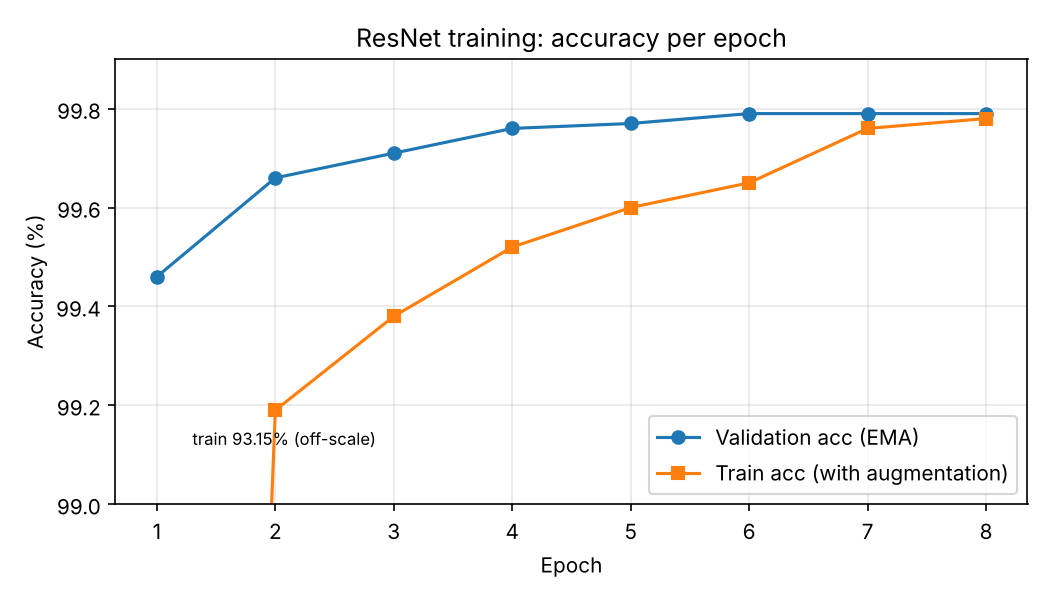 ResNet training: accuracy per epoch
Accuracy (%)
99.8
99.6
99.4
99.2
99.0
train 93.15% (off-scale)
Validation acc (EMA)
Train acc (with augmentation)
1 2 3 4 5 6 7 8
Epoch